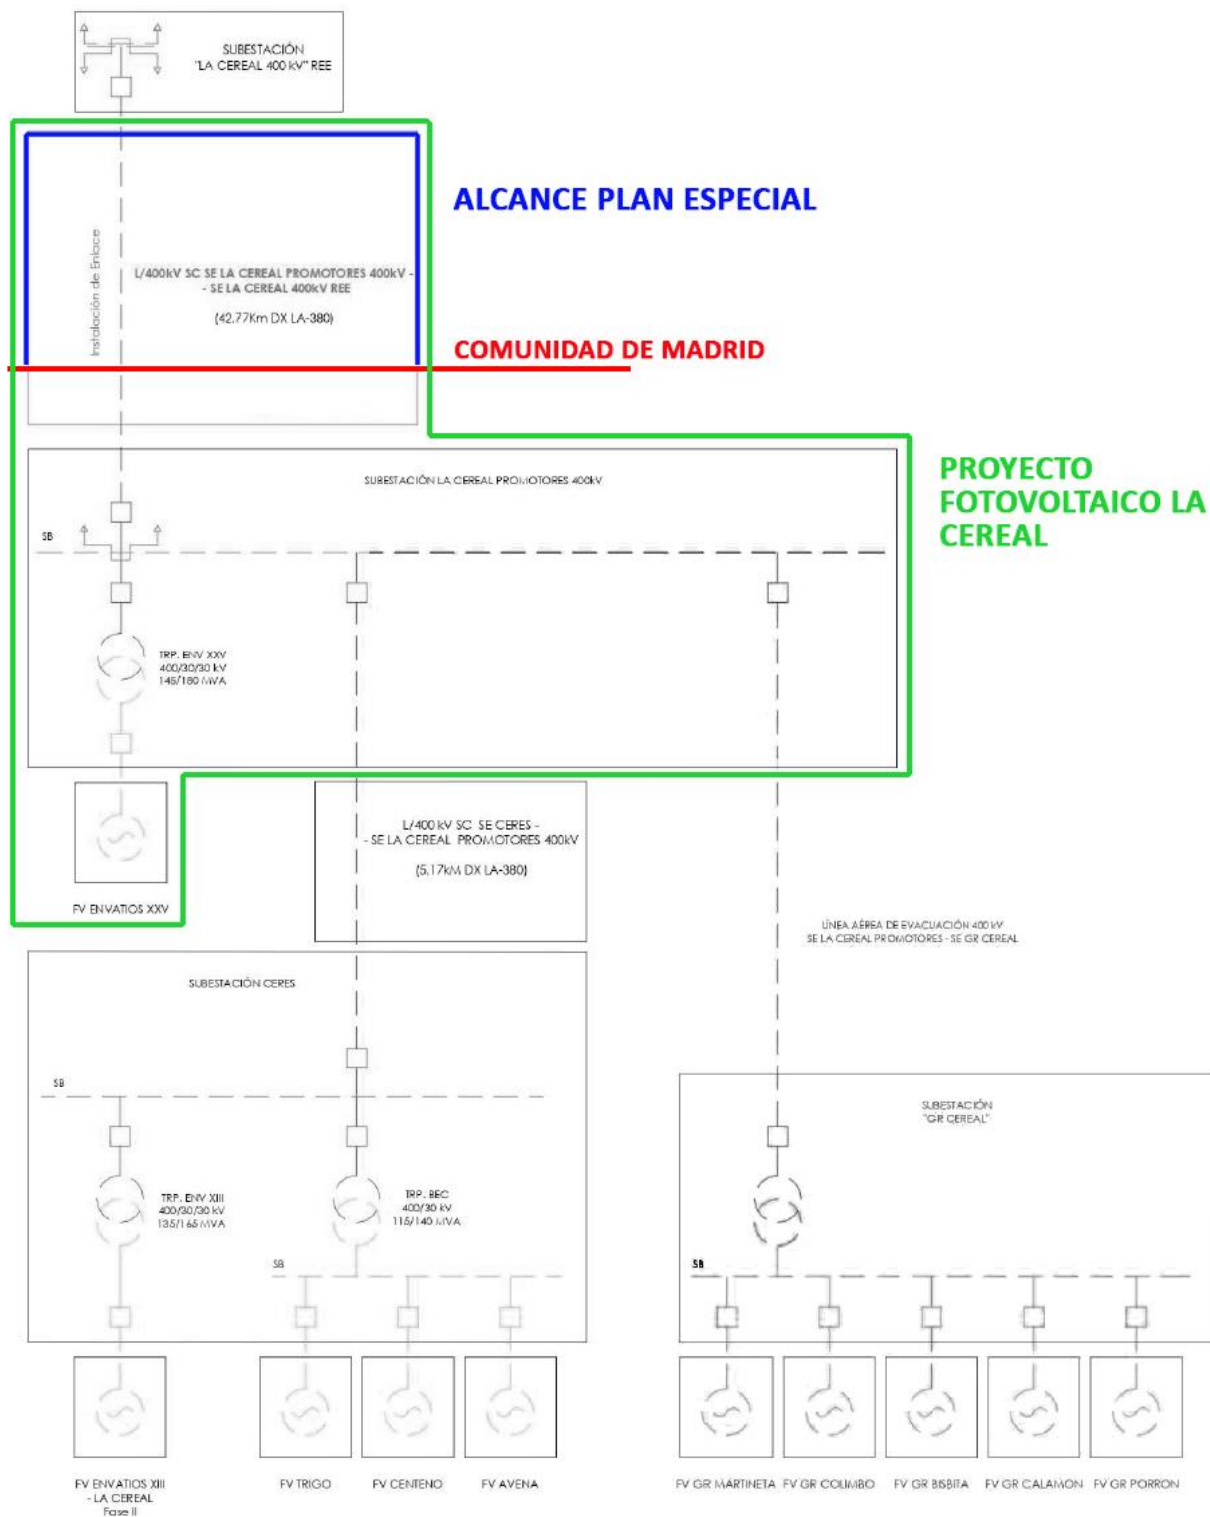 SUBESTACIÓN
"LA CEREAL 400 kV" REE
ALCANCE PLAN ESPECIAL
Instalación de Enlace
L/400kV SC SE LA CEREAL PROMOTORES 400kV -
- SE LA CEREAL 400kV REE
(42.77Km DX LA-380)
COMUNIDAD DE MADRID
PROYECTO
FOTOVOLTAICO LA
CEREAL
SUBESTACIÓN LA CEREAL PROMOTORES 400kV
SB
TRP. ENV XXV
400/30/30 kV
145/180 MVA
FV ENVATIOS XXV
L/400 kV SC SE CERES -
- SE LA CEREAL PROMOTORES 400kV
(5.17kM DX LA-380)
LÍNEA AÉREA DE EVACUACIÓN 400 kV
SE LA CEREAL PROMOTORES - SE GR CEREAL
SUBESTACIÓN CERES
SB
TRP. ENV XIII
400/30/30 kV
135/165 MVA
TRP. BEC
400/30 kV
115/140 MVA
SB
SUBESTACIÓN
"GR CEREAL"
SB
FV ENVATIOS XIII
- LA CEREAL
Fase II
FV TRIGO
FV CENTENO
FV AVENA
FV GR MARTINETA
FV GR COLIMBO
FV GR BISBITA
FV GR CALAMON
FV GR PORRON